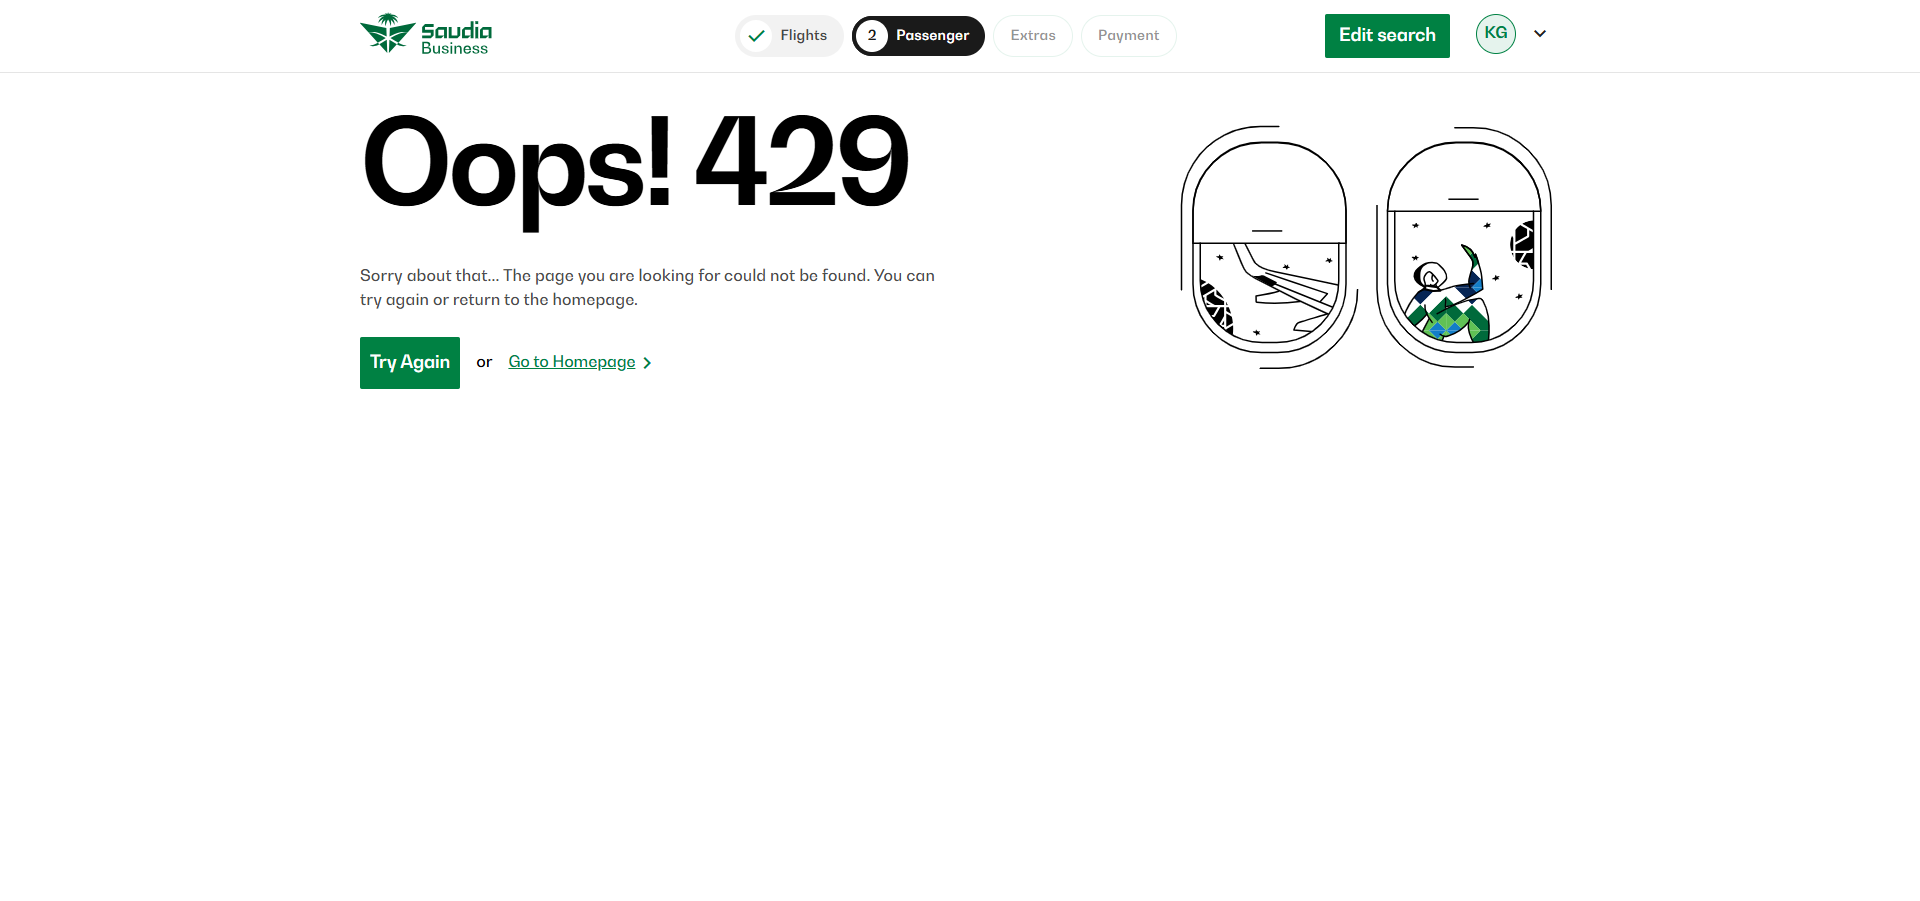 Saudia
Business
Flights
2 Passenger
Extras
Payment
Edit search
KG
Oops! 429
Sorry about that... The page you are looking for could not be found. You can
try again or return to the homepage.
Try Again or Go to Homepage